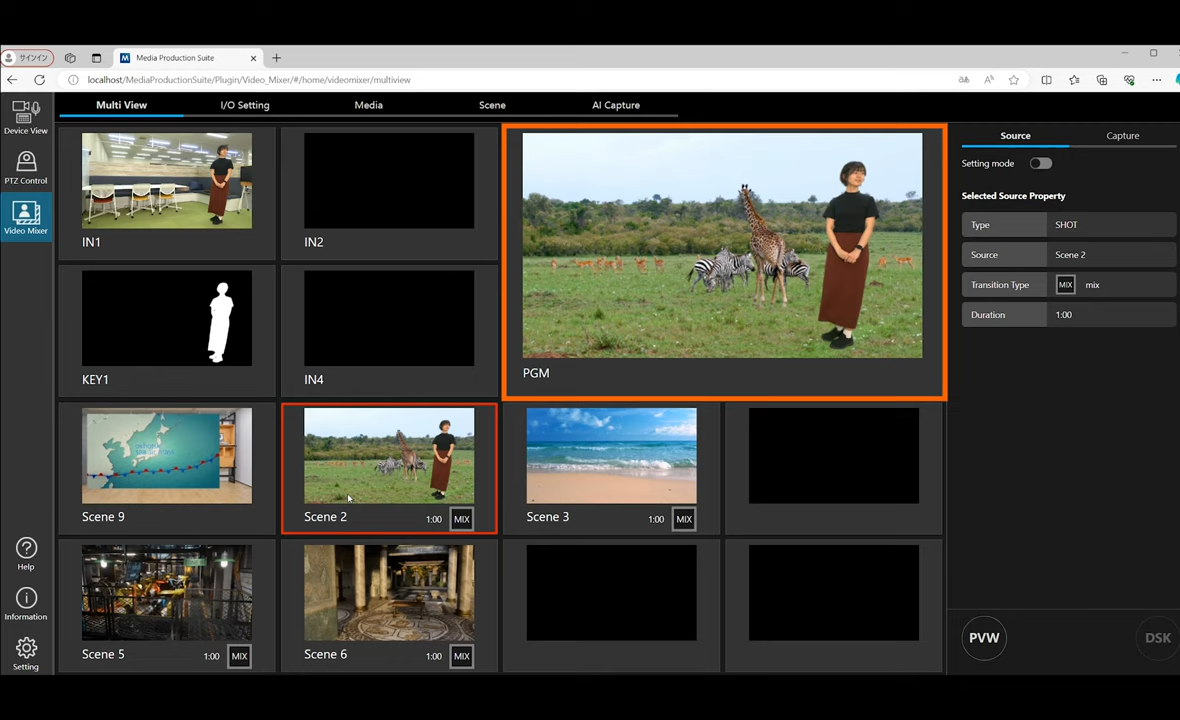 サインイン
Media Production Suite
localhost/MediaProductionSuite/Plugin/Video_Mixer/#/home/videomixer/multiview
Multi View
I/O Setting
Media
Scene
AI Capture
Device View
PTZ Control
Video Mixer
Help
Information
Setting
IN1
IN2
PGM
KEY1
IN4
Scene 9
Scene 2
1:00
MIX
Scene 3
1:00
MIX
Scene 5
1:00
MIX
Scene 6
1:00
MIX
Source
Capture
Setting mode
Selected Source Property
Type SHOT
Source Scene 2
Transition Type MIX mix
Duration 1:00
PVW
DSK